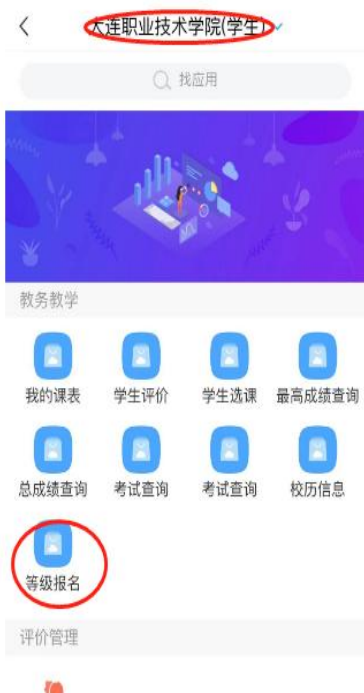 大连职业技术学院(学生)
找应用
教务教学
我的课表 学生评价 学生选课 最高成绩查询
总成绩查询 考试查询 考试查询 校历信息
等级报名
评价管理